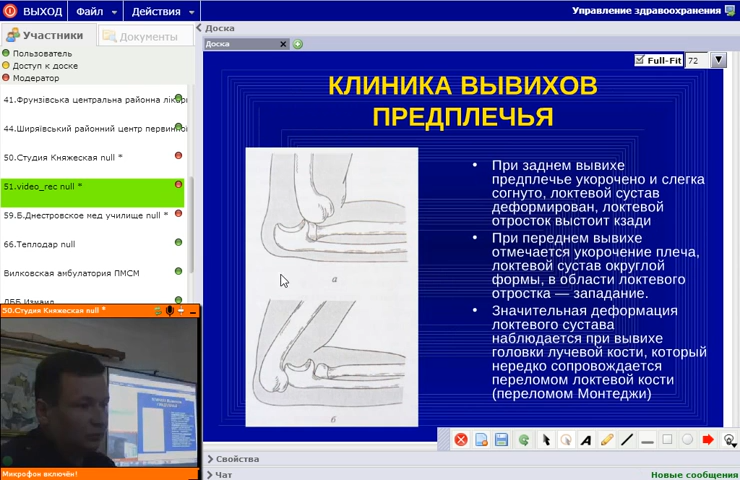 ВЫХОД
Файл
Действия
Управление здравоохранения
Участники
Документы
Пользователь
Доступ к доске
Модератор
41.Фрунзівська центральна районна лікар
44.Ширяївський районний центр первинно
50.Студия Княжеская null *
51.video_rec null *
59.Б.Днестровское мед училище null *
66.Теплодар null
Вилковская амбулатория ПМСМ
ЛББ Измаил
50.Студия Княжеская null *
Микрофон включён!
Доска
Доска
Full-Fit
72
КЛИНИКА ВЫВИХОВ
ПРЕДПЛЕЧЬЯ
а
б
• При заднем вывихе
предплечье укорочено и слегка
согнуто, локтевой сустав
деформирован, локтевой
отросток выстоит кзади
• При переднем вывихе
отмечается укорочение плеча,
локтевой сустав округлой
формы, в области локтевого
отростка — западание.
• Значительная деформация
локтевого сустава
наблюдается при вывихе
головки лучевой кости, который
нередко сопровождается
переломом локтевой кости
(переломом Монтеджи)
A
Свойства
Чат
Новые сообщения